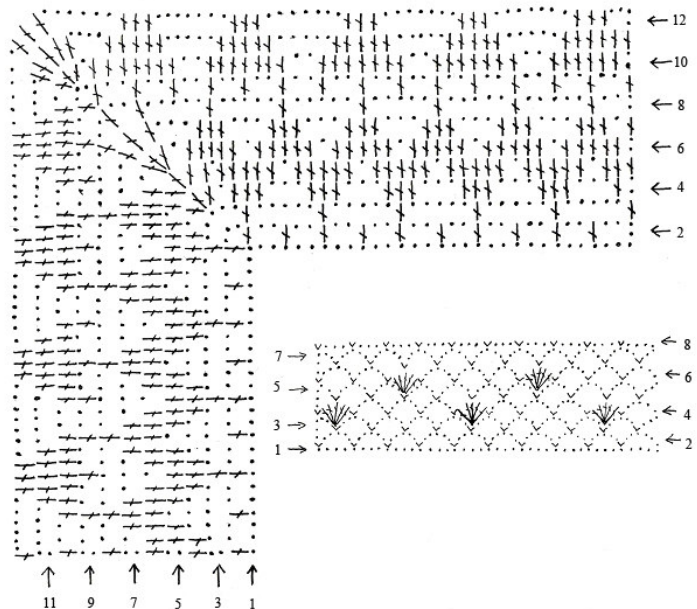 ← 12
← 10
← 8
← 6
← 4
← 2
7 → ← 8
5 → ← 6
3 → ← 4
1 → ← 2
↑ ↑ ↑ ↑ ↑ ↑
11 9 7 5 3 1